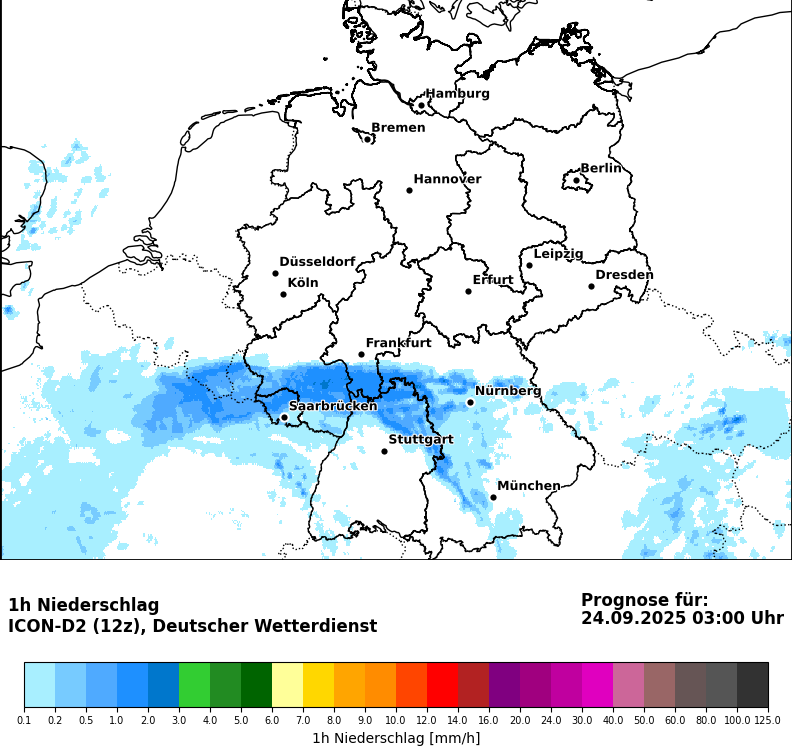 Hamburg
Bremen
Berlin
Hannover
Leipzig
Düsseldorf
Dresden
Köln
Erfurt
Frankfurt
Nürnberg
Saarbrücken
Stuttgart
München
1h Niederschlag
ICON-D2 (12z), Deutscher Wetterdienst
Prognose für:
24.09.2025 03:00 Uhr
0.1 0.2 0.5 1.0 2.0 3.0 4.0 5.0 6.0 7.0 9.0 10.0 12.0 14.0 16.0 20.0 24.0 30.0 40.0 50.0 60.0 80.0 100.0 125.0
1h Niederschlag [mm/h]